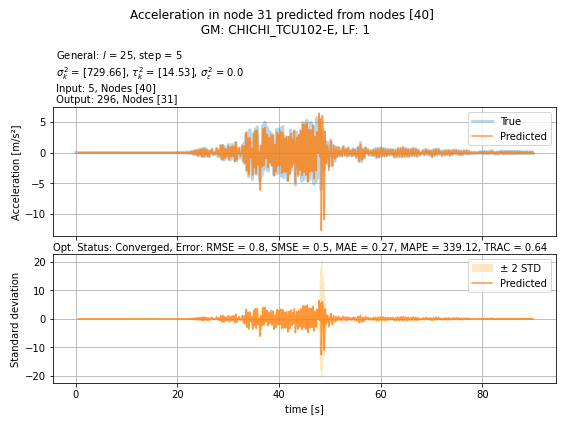 Acceleration in node 31 predicted from nodes [40]
GM: CHICHI_TCU102-E, LF: 1
General: l = 25, step = 5
σ²ₖ = [729.66], τ²ₖ = [14.53], σ²_ε = 0.0
Input: 5, Nodes [40]
Output: 296, Nodes [31]
Acceleration [m/s²]
5
0
−5
−10
True
Predicted
Opt. Status: Converged, Error: RMSE = 0.8, SMSE = 0.5, MAE = 0.27, MAPE = 339.12, TRAC = 0.64
Standard deviation
20
10
0
−10
−20
± 2 STD
Predicted
0 20 40 60 80
time [s]